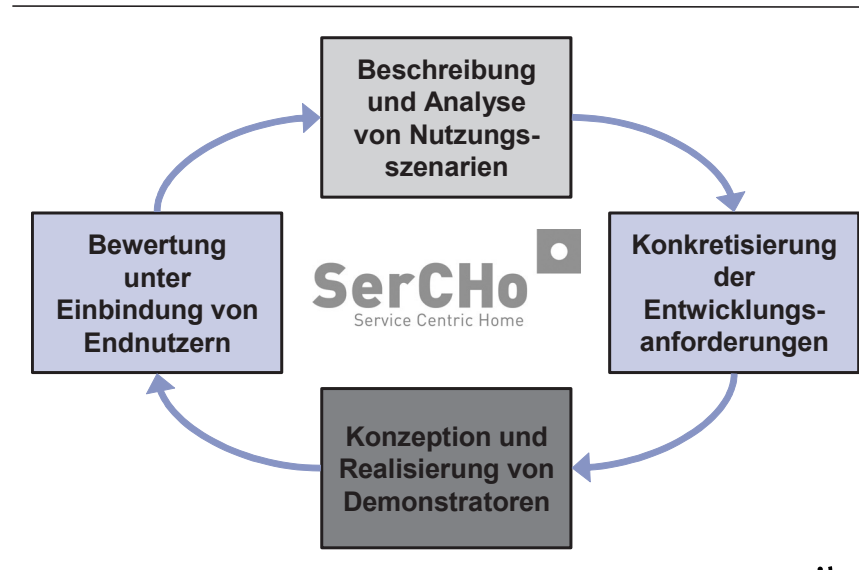 Beschreibung
und Analyse
von Nutzungs-
szenarien
Konkretisierung
der
Entwicklungs-
anforderungen
Konzeption und
Realisierung von
Demonstratoren
Bewertung
unter
Einbindung von
Endnutzern
SerCHo
Service Centric Home